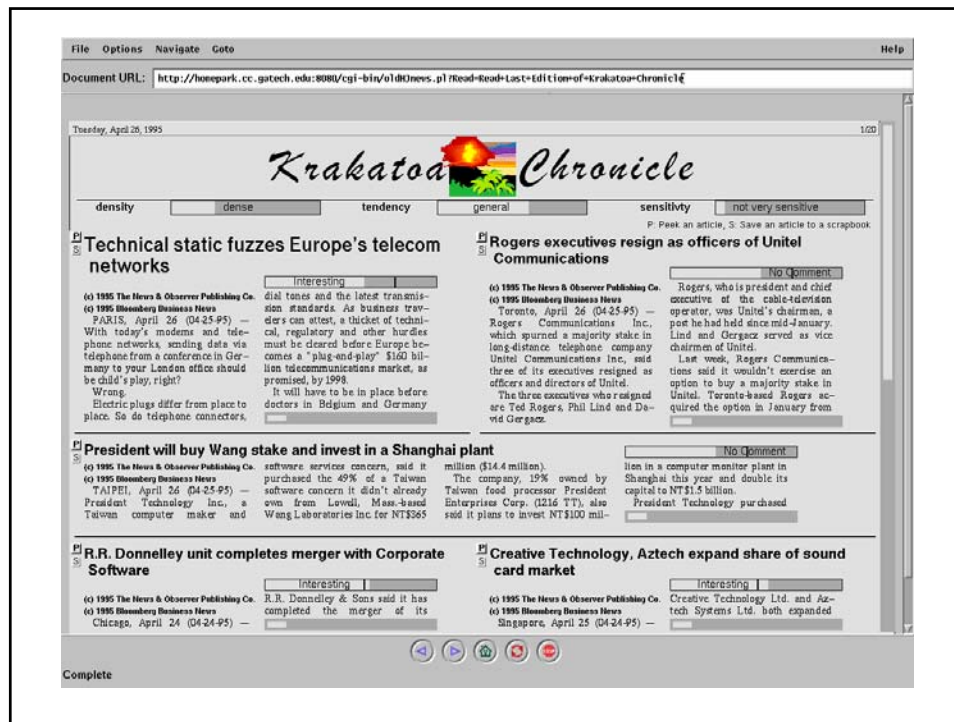 File Options Navigate Goto Help
Document URL: http://homepark.cc.gatech.edu:8080/cgi-bin/oldHJnews.pl?Read=Read+Last+Edition+of+Krakatoa+Chronicle
Tuesday, April 26, 1995 1/20
Krakatoa Chronicle
density dense tendency general sensitivty not very sensitive
P: Peek an article, S: Save an article to a scrapbook
P
S
Technical static fuzzes Europe's telecom
networks
Interesting
(c) 1995 The News & Observer Publishing Co.
(c) 1995 Bloomberg Business News
PARIS, April 26 (04-25-95) —
With today's modems and tele-
phone networks, sending data via
telephone from a conference in Ger-
many to your London office should
be child's play, right?
Wrong.
Electric plugs differ from place to
place. So do telephone connectors,
dial tones and the latest transmis-
sion standards. As business trav-
elers can attest, a thicket of techni-
cal, regulatory and other hurdles
must be cleared before Europe be-
comes a "plug-and-play" $160 bil-
lion telecommunications market, as
promised, by 1998.
It will have to be in place before
doctors in Belgium and Germany
P
S
Rogers executives resign as officers of Unitel
Communications
No Comment
(c) 1995 The News & Observer Publishing Co.
(c) 1995 Bloomberg Business News
Toronto, April 26 (04-25-95) —
Rogers Communications Inc.,
which spurned a majority stake in
long-distance telephone company
Unitel Communications Inc., said
three of its executives resigned as
officers and directors of Unitel.
The three executives who resigned
are Ted Rogers, Phil Lind and Da-
vid Gergacz.
Rogers, who is president and chief
executive of the cable-television
operator, was Unitel's chairman, a
post he had held since mid-January.
Lind and Gergacz served as vice
chairmen of Unitel.
Last week, Rogers Communica-
tions said it wouldn't exercise an
option to buy a majority stake in
Unitel. Toronto-based Rogers ac-
quired the option in January from
P
S
President will buy Wang stake and invest in a Shanghai plant
No Comment
(c) 1995 The News & Observer Publishing Co.
(c) 1995 Bloomberg Business News
TAIPEI, April 26 (04-25-95) —
President Technology Inc., a
Taiwan computer maker and
software services concern, said it
purchased the 49% of a Taiwan
software concern it didn't already
own from Lowell, Mass.-based
Wang Laboratories Inc. for NT$365
million ($14.4 million).
The company, 19% owned by
Taiwan food processor President
Enterprises Corp. (1216 TT), also
said it plans to invest NT$100 mil-
lion in a computer monitor plant in
Shanghai this year and double its
capital to NT$1.5 billion.
President Technology purchased
P
S
R.R. Donnelley unit completes merger with Corporate
Software
Interesting
(c) 1995 The News & Observer Publishing Co.
(c) 1995 Bloomberg Business News
Chicago, April 24 (04-24-95) —
R.R. Donnelley & Sons said it has
completed the merger of its
P
S
Creative Technology, Aztech expand share of sound
card market
Interesting
(c) 1995 The News & Observer Publishing Co.
(c) 1995 Bloomberg Business News
Singapore, April 25 (04-24-95) —
Creative Technology Ltd. and Az-
tech Systems Ltd. both expanded
STOP
Complete